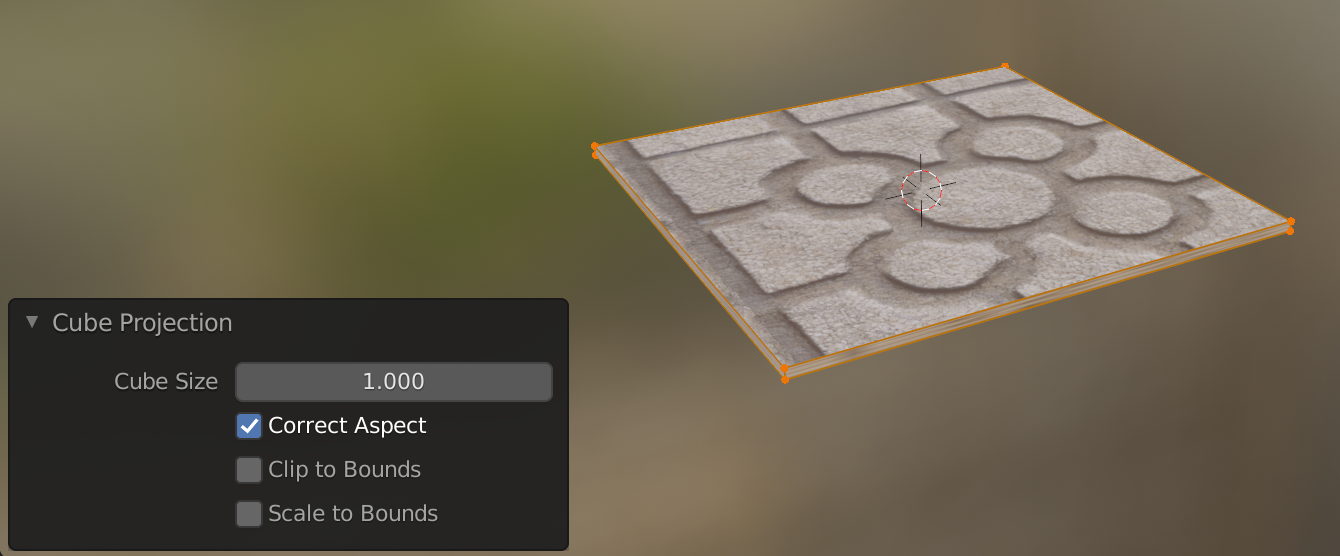 Cube Projection
Cube Size 1.000
Correct Aspect
Clip to Bounds
Scale to Bounds